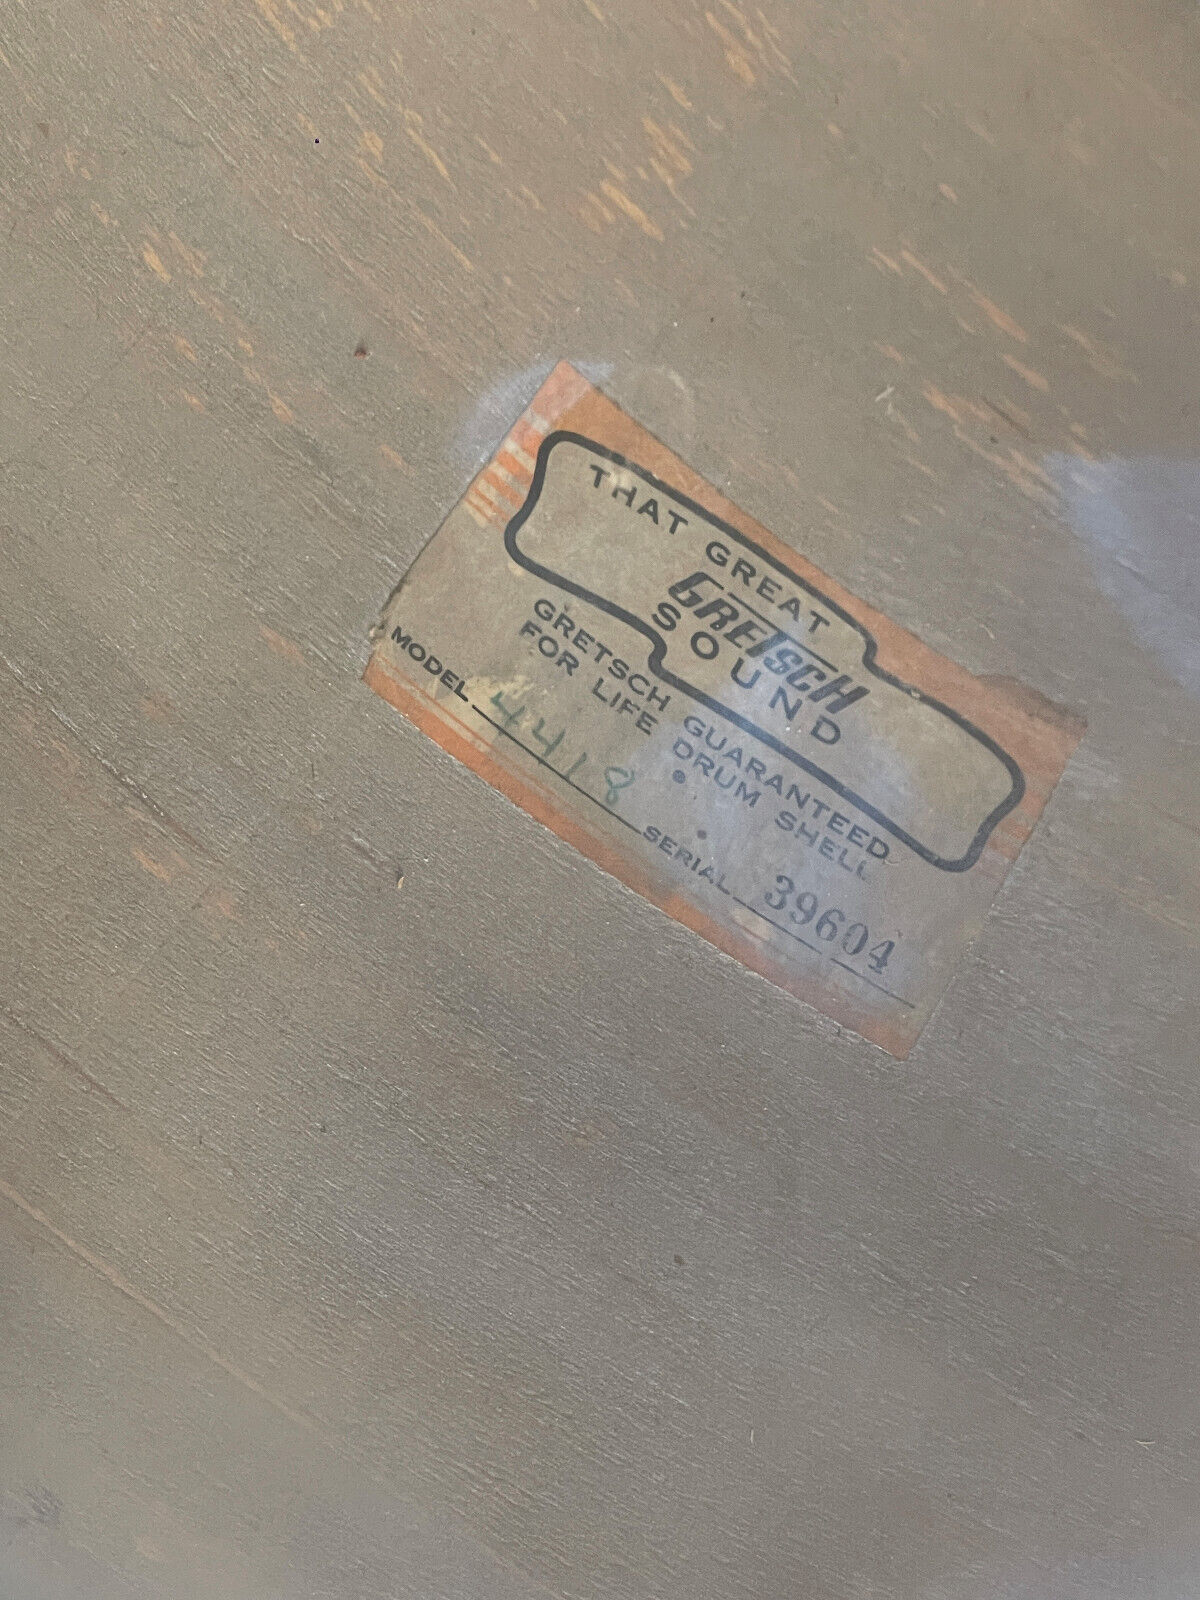 THAT GREAT
GRETSCH
SOUND
GRETSCH GUARANTEED
FOR LIFE DRUM SHELL
MODEL 4418 SERIAL 39604